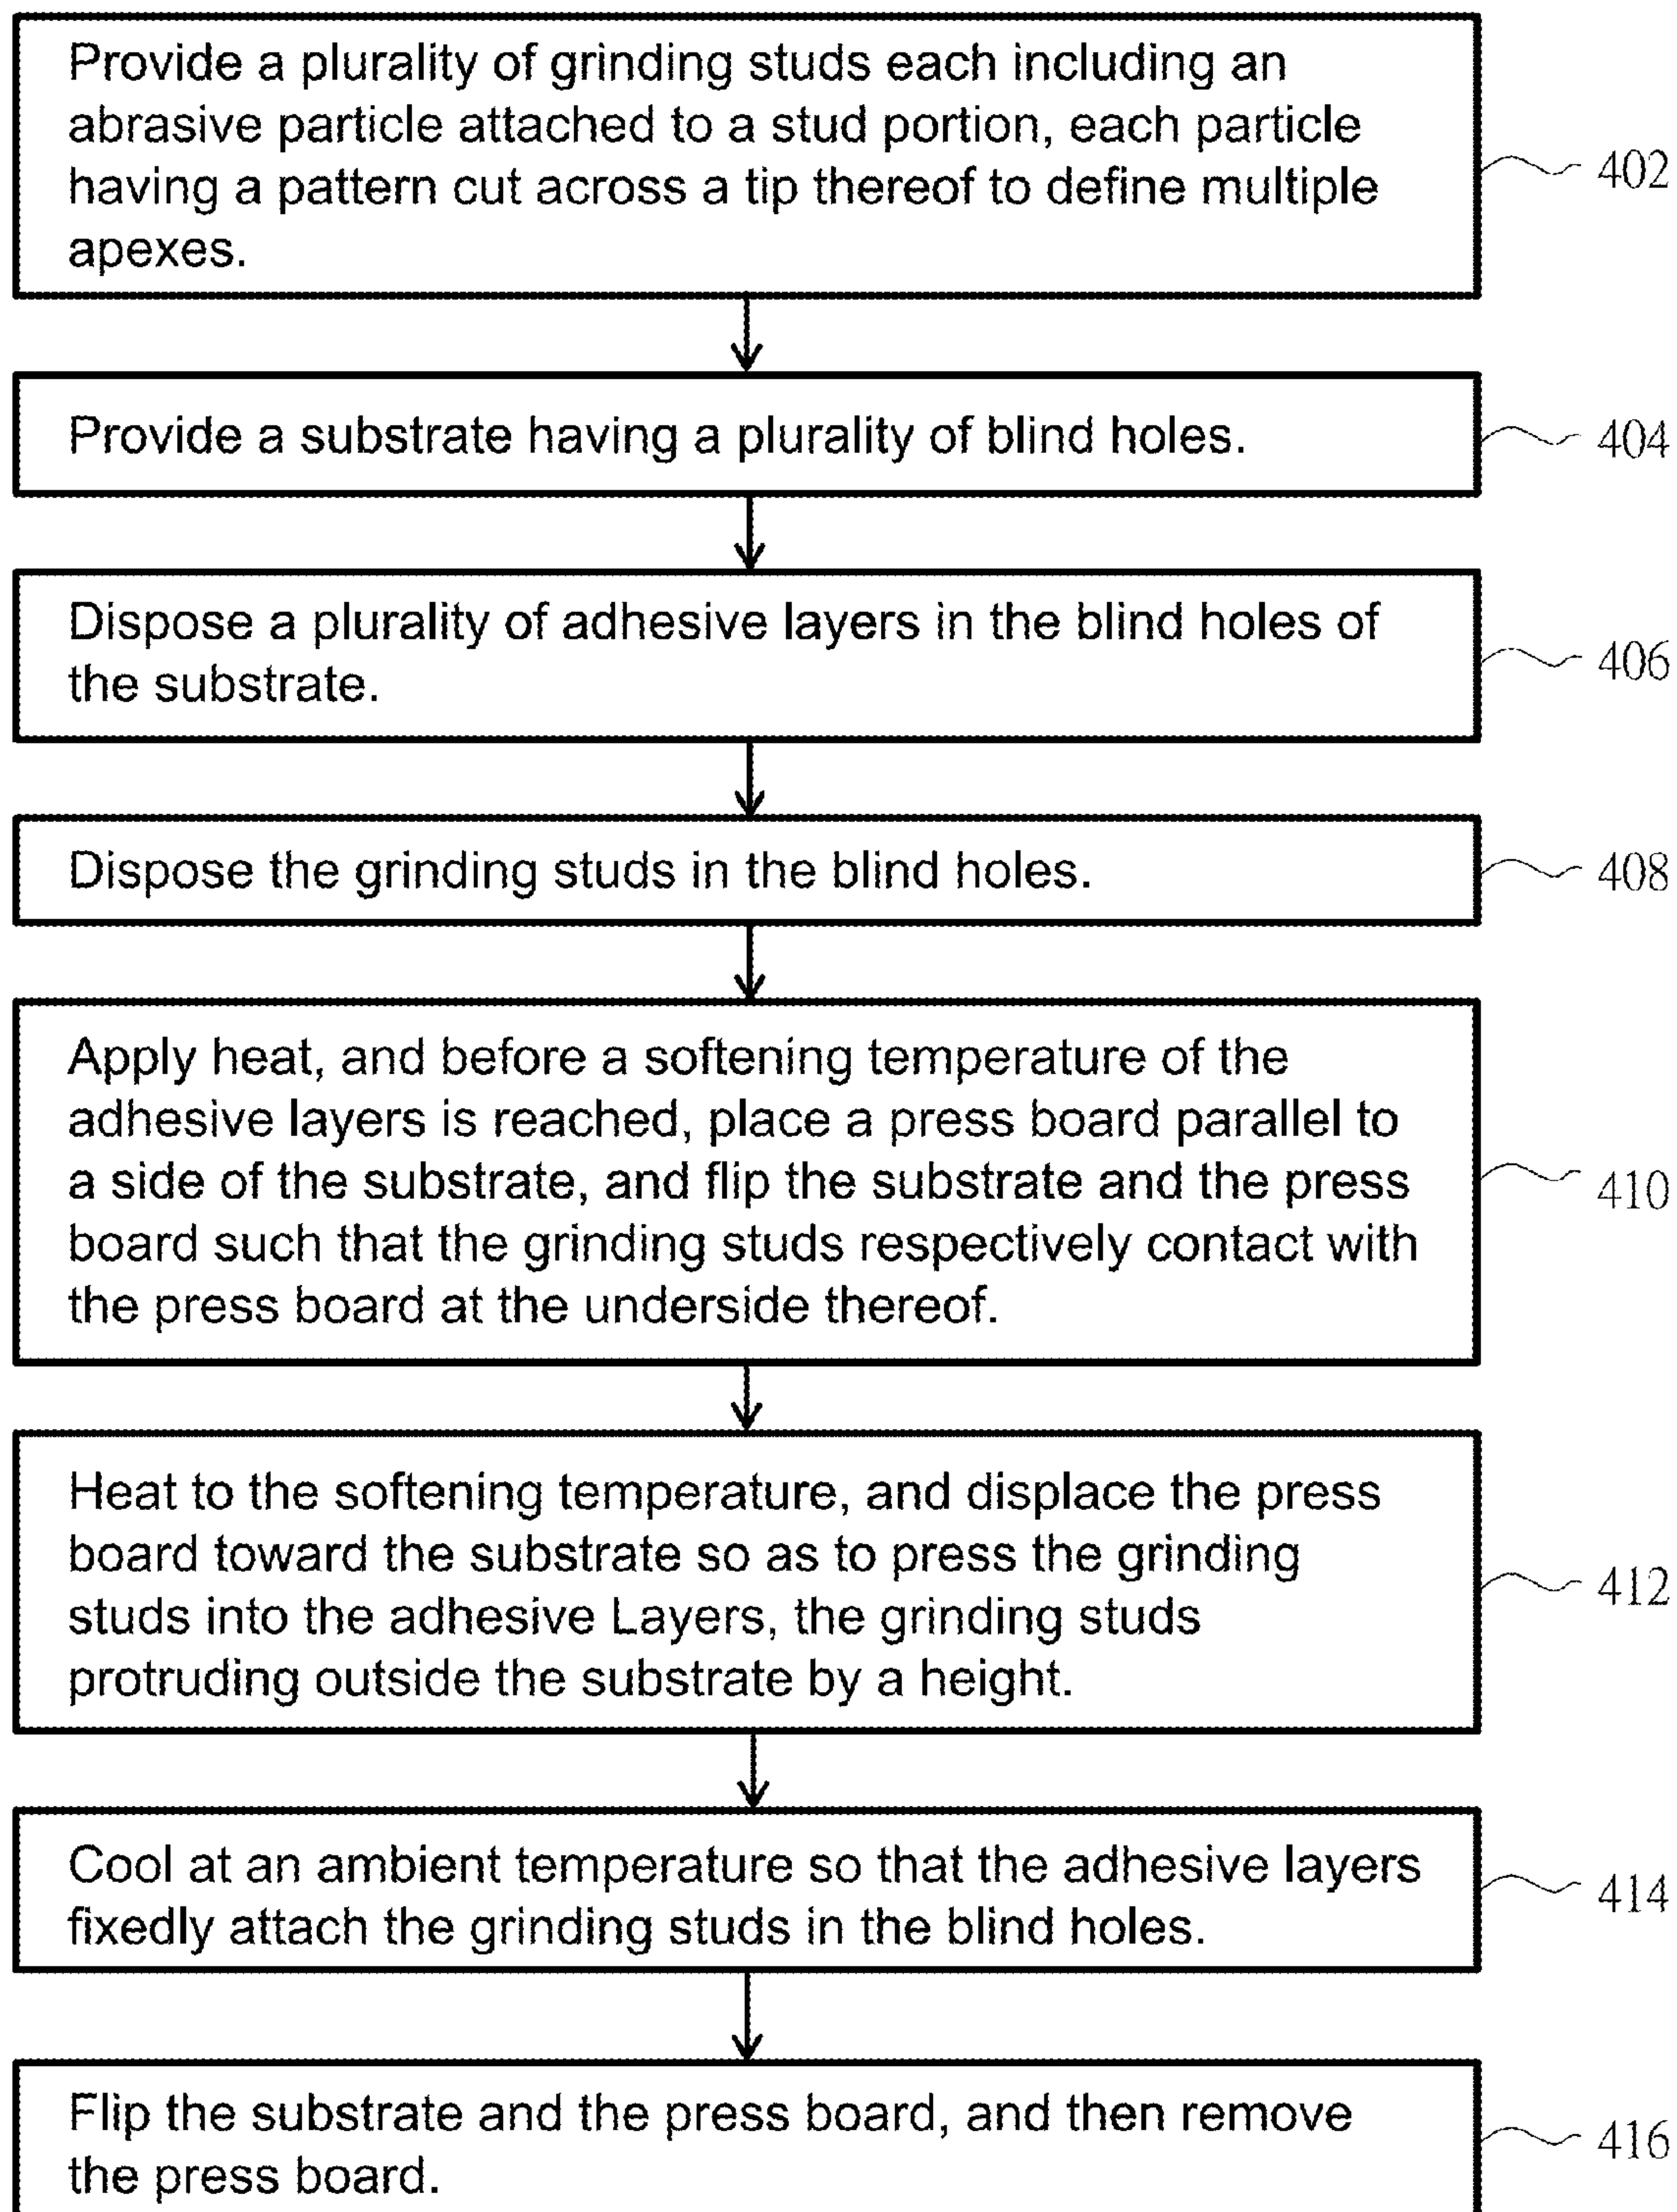 Provide a plurality of grinding studs each including an
abrasive particle attached to a stud portion, each particle
having a pattern cut across a tip thereof to define multiple
apexes.
402
Provide a substrate having a plurality of blind holes.
404
Dispose a plurality of adhesive layers in the blind holes of
the substrate.
406
Dispose the grinding studs in the blind holes.
408
Apply heat, and before a softening temperature of the
adhesive layers is reached, place a press board parallel to
a side of the substrate, and flip the substrate and the press
board such that the grinding studs respectively contact with
the press board at the underside thereof.
410
Heat to the softening temperature, and displace the press
board toward the substrate so as to press the grinding
studs into the adhesive Layers, the grinding studs
protruding outside the substrate by a height.
412
Cool at an ambient temperature so that the adhesive layers
fixedly attach the grinding studs in the blind holes.
414
Flip the substrate and the press board, and then remove
the press board.
416